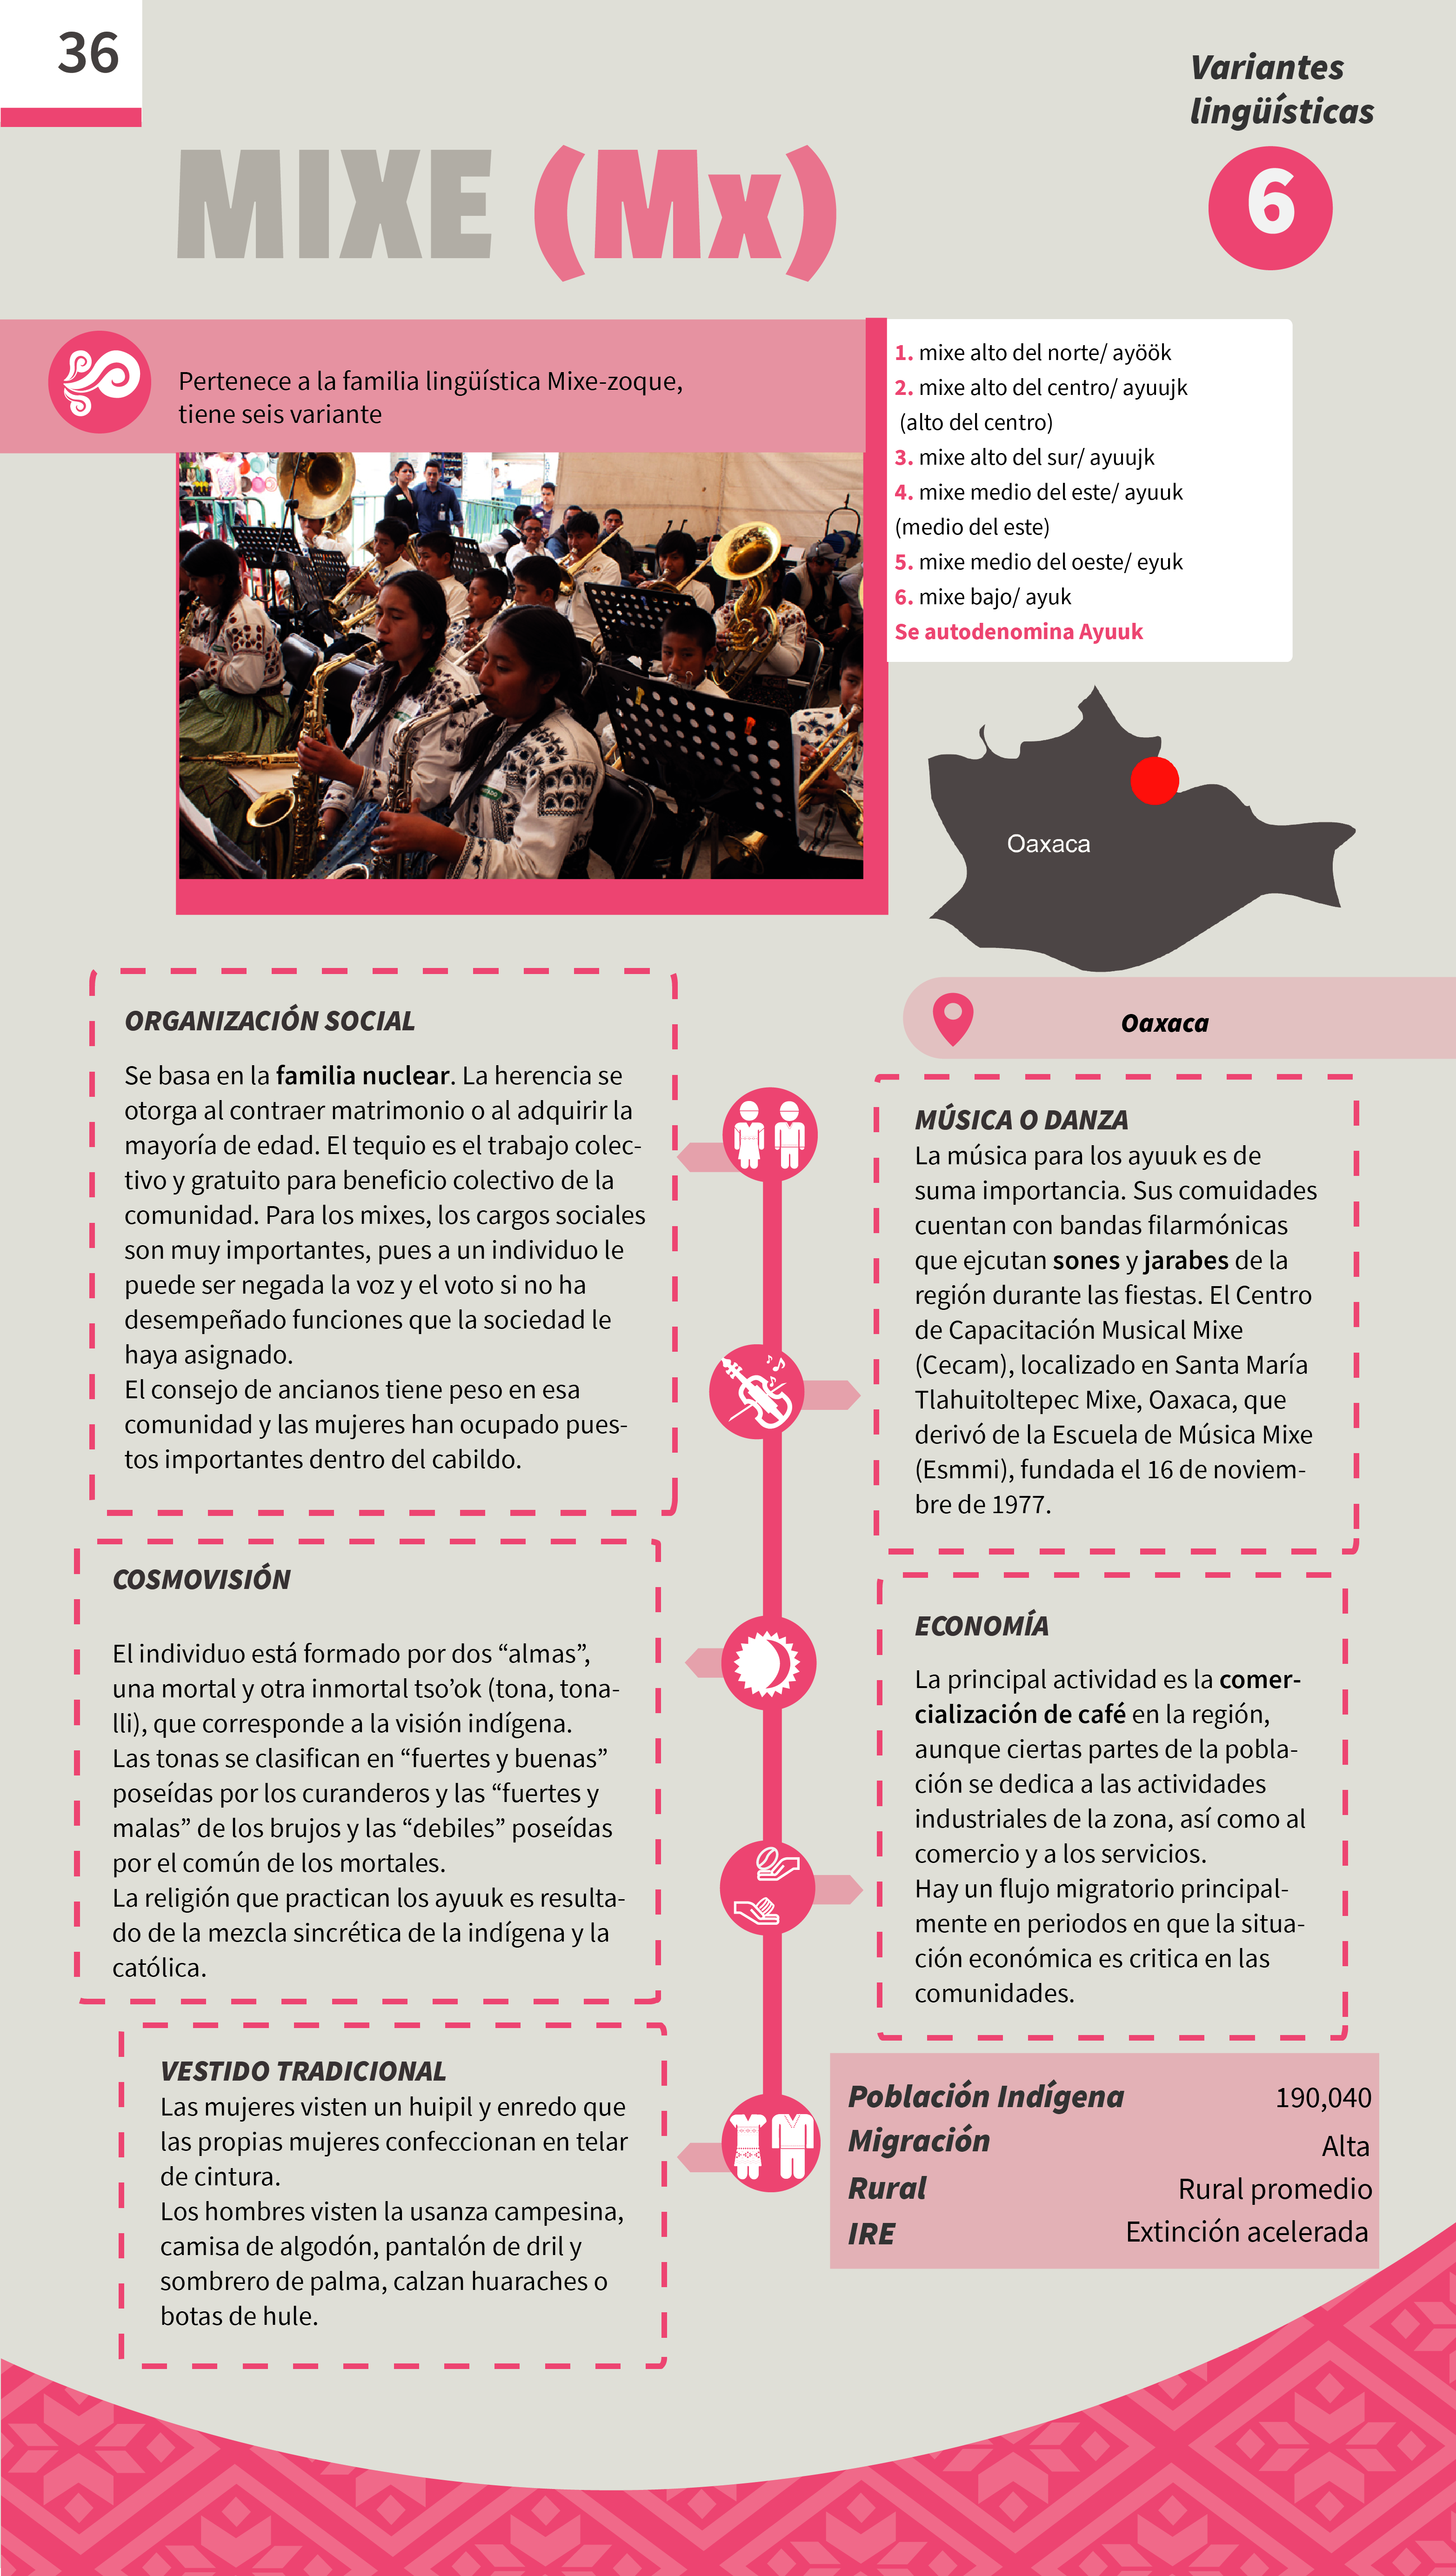 36
Variantes
lingüísticas
6
MIXE (Mx)
Pertenece a la familia lingüística Mixe-zoque,
tiene seis variante
1. mixe alto del norte/ ayöök
2. mixe alto del centro/ ayuujk
(alto del centro)
3. mixe alto del sur/ ayuujk
4. mixe medio del este/ ayuuk
(medio del este)
5. mixe medio del oeste/ eyuk
6. mixe bajo/ ayuk
Se autodenomina Ayuuk
Oaxaca
Oaxaca
ORGANIZACIÓN SOCIAL
Se basa en la familia nuclear. La herencia se
otorga al contraer matrimonio o al adquirir la
mayoría de edad. El tequio es el trabajo colec-
tivo y gratuito para beneficio colectivo de la
comunidad. Para los mixes, los cargos sociales
son muy importantes, pues a un individuo le
puede ser negada la voz y el voto si no ha
desempeñado funciones que la sociedad le
haya asignado.
El consejo de ancianos tiene peso en esa
comunidad y las mujeres han ocupado pues-
tos importantes dentro del cabildo.
MÚSICA O DANZA
La música para los ayuuk es de
suma importancia. Sus comuidades
cuentan con bandas filarmónicas
que ejcutan sones y jarabes de la
región durante las fiestas. El Centro
de Capacitación Musical Mixe
(Cecam), localizado en Santa María
Tlahuitoltepec Mixe, Oaxaca, que
derivó de la Escuela de Música Mixe
(Esmmi), fundada el 16 de noviem-
bre de 1977.
COSMOVISIÓN
El individuo está formado por dos “almas”,
una mortal y otra inmortal tso’ok (tona, tona-
lli), que corresponde a la visión indígena.
Las tonas se clasifican en “fuertes y buenas”
poseídas por los curanderos y las “fuertes y
malas” de los brujos y las “debiles” poseídas
por el común de los mortales.
La religión que practican los ayuuk es resulta-
do de la mezcla sincrética de la indígena y la
católica.
ECONOMÍA
La principal actividad es la comer-
cialización de café en la región,
aunque ciertas partes de la pobla-
ción se dedica a las actividades
industriales de la zona, así como al
comercio y a los servicios.
Hay un flujo migratorio principal-
mente en periodos en que la situa-
ción económica es critica en las
comunidades.
VESTIDO TRADICIONAL
Las mujeres visten un huipil y enredo que
las propias mujeres confeccionan en telar
de cintura.
Los hombres visten la usanza campesina,
camisa de algodón, pantalón de dril y
sombrero de palma, calzan huaraches o
botas de hule.
Población Indígena 190,040
Migración Alta
Rural Rural promedio
IRE Extinción acelerada